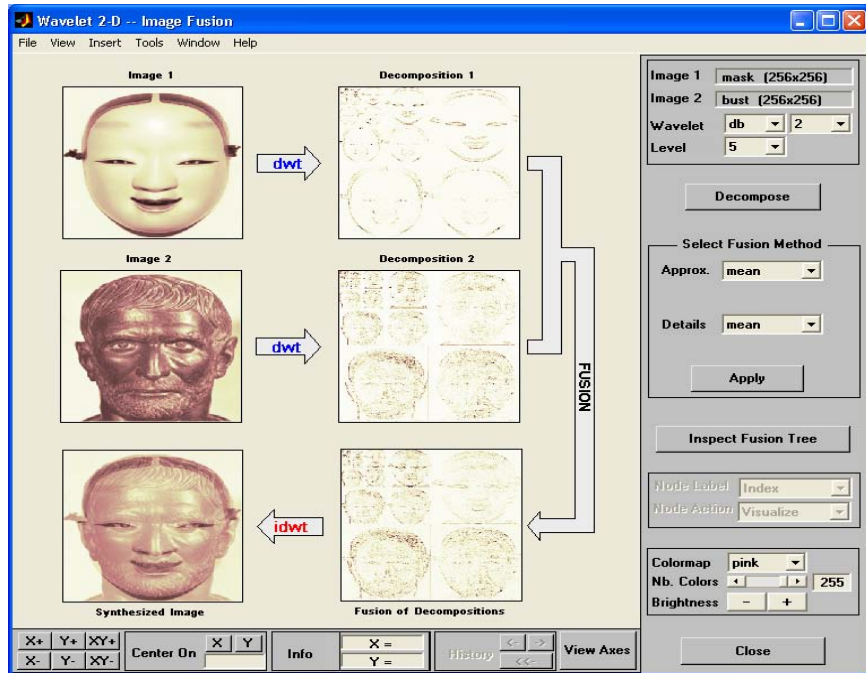 Wavelet 2-D -- Image Fusion
File View Insert Tools Window Help
Image 1
Decomposition 1
dwt
Image 2
Decomposition 2
dwt
FUSION
idwt
Synthesized Image
Fusion of Decompositions
Image 1 mask (256x256)
Image 2 bust (256x256)
Wavelet db 2
Level 5
Decompose
Select Fusion Method
Approx. mean
Details mean
Apply
Inspect Fusion Tree
Node Label Index
Node Action Visualize
Colormap pink
Nb. Colors 255
Brightness - +
Close
X+ Y+ XY+
X- Y- XY-
Center On X Y
Info X =
Y =
History <- ->
<<-
View Axes